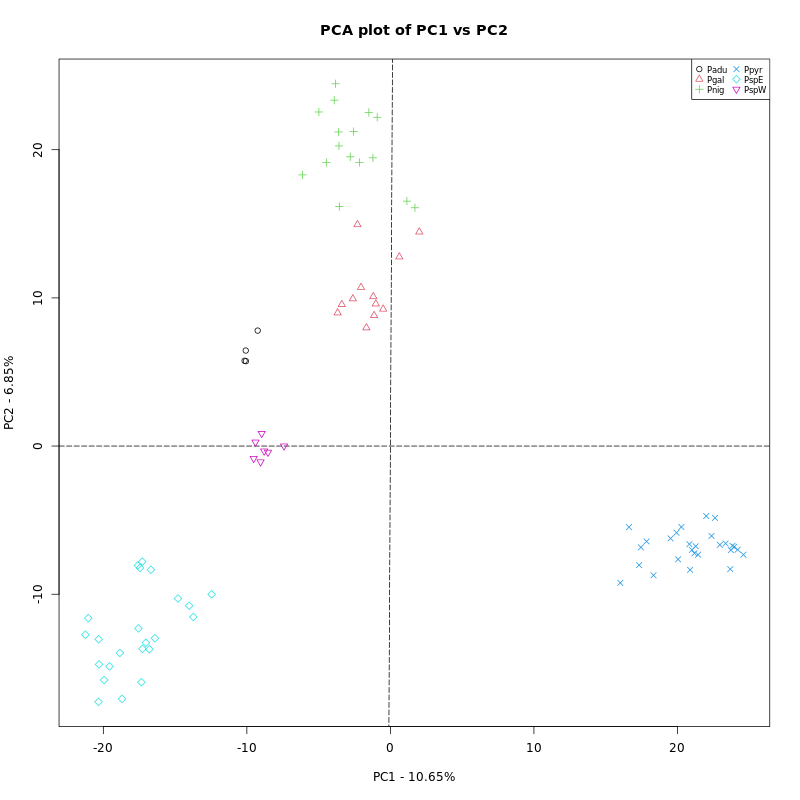 PCA plot of PC1 vs PC2
Padu
Pgal
Pnig
Ppyr
PspE
PspW
PC2 - 6.85%
20
10
0
-10
-20
-10
0
10
20
PC1 - 10.65%